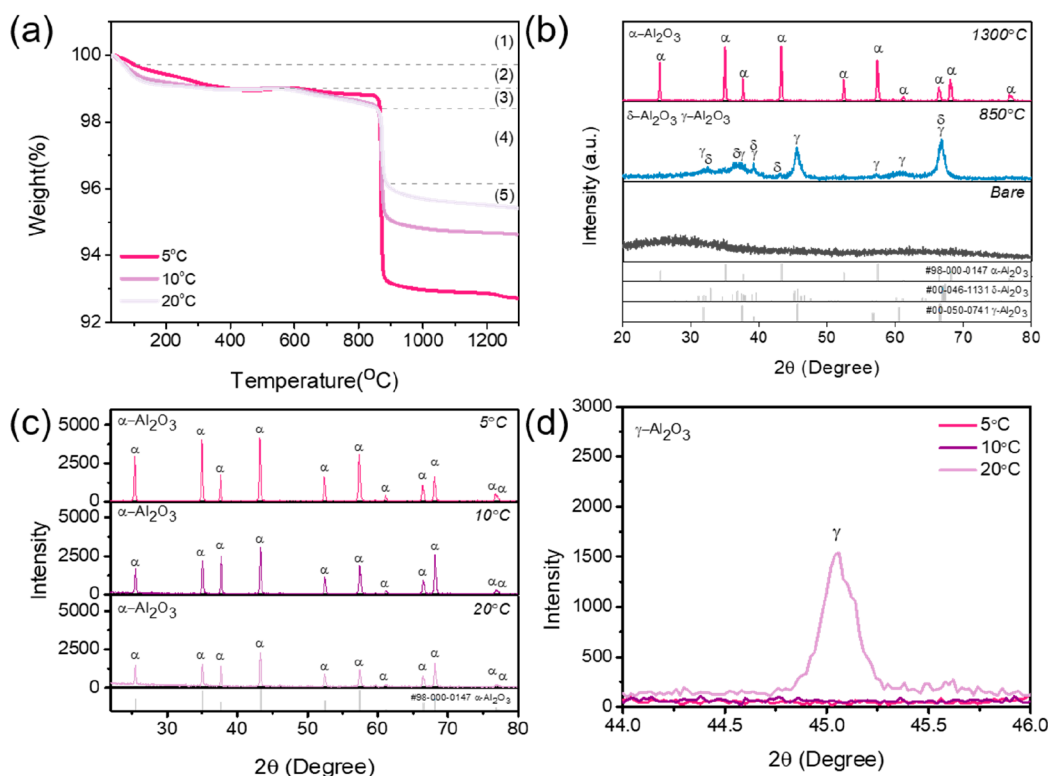 (a)
100
98
96
94
92
Weight(%)
(1)
(2)
(3)
(4)
(5)
5°C
10°C
20°C
200 400 600 800 1000 1200
Temperature(°C)
(b)
α–Al₂O₃ 1300°C
α α α α α α α α α α
δ–Al₂O₃ γ–Al₂O₃ 850°C
γ δ δ γ δ γ δ γ γ γ δ γ
Bare
#98-000-0147 α-Al₂O₃
#00-046-1131 δ-Al₂O₃
#00-050-0741 γ-Al₂O₃
Intensity (a.u.)
20 30 40 50 60 70 80
2θ (Degree)
(c)
5000
2500
0
α–Al₂O₃ 5°C
α α α α α α α α α α α
5000
2500
0
α–Al₂O₃ 10°C
α α α α α α α α α α
5000
2500
0
α–Al₂O₃ 20°C
α α α α α α α α α α α
#98-000-0147 α-Al₂O₃
Intensity
30 40 50 60 70 80
2θ (Degree)
(d)
3000
2500
2000
1500
1000
500
0
Intensity
γ–Al₂O₃
5°C
10°C
20°C
γ
44.0 44.5 45.0 45.5 46.0
2θ (Degree)